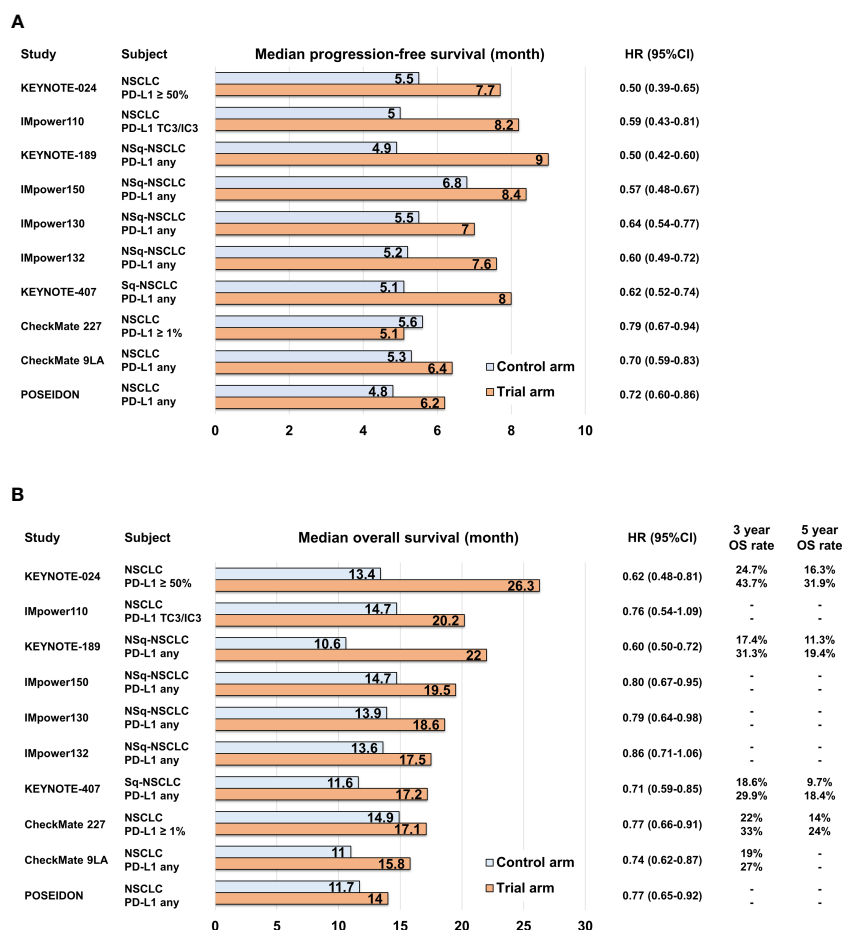 A
Study Subject Median progression-free survival (month) HR (95%CI)
KEYNOTE-024 NSCLC PD-L1 ≥ 50% 5.5 7.7 0.50 (0.39-0.65)
IMpower110 NSCLC PD-L1 TC3/IC3 5 8.2 0.59 (0.43-0.81)
KEYNOTE-189 NSq-NSCLC PD-L1 any 4.9 9 0.50 (0.42-0.60)
IMpower150 NSq-NSCLC PD-L1 any 6.8 8.4 0.57 (0.48-0.67)
IMpower130 NSq-NSCLC PD-L1 any 5.5 7 0.64 (0.54-0.77)
IMpower132 NSq-NSCLC PD-L1 any 5.2 7.6 0.60 (0.49-0.72)
KEYNOTE-407 Sq-NSCLC PD-L1 any 5.1 8 0.62 (0.52-0.74)
CheckMate 227 NSCLC PD-L1 ≥ 1% 5.6 5.1 0.79 (0.67-0.94)
CheckMate 9LA NSCLC PD-L1 any 5.3 6.4 0.70 (0.59-0.83)
POSEIDON NSCLC PD-L1 any 4.8 6.2 0.72 (0.60-0.86)
Control arm
Trial arm
0 2 4 6 8 10
B
Study Subject Median overall survival (month) HR (95%CI) 3 year OS rate 5 year OS rate
KEYNOTE-024 NSCLC PD-L1 ≥ 50% 13.4 26.3 0.62 (0.48-0.81) 24.7% 43.7% 16.3% 31.9%
IMpower110 NSCLC PD-L1 TC3/IC3 14.7 20.2 0.76 (0.54-1.09) - - - -
KEYNOTE-189 NSq-NSCLC PD-L1 any 10.6 22 0.60 (0.50-0.72) 17.4% 31.3% 11.3% 19.4%
IMpower150 NSq-NSCLC PD-L1 any 14.7 19.5 0.80 (0.67-0.95) - - - -
IMpower130 NSq-NSCLC PD-L1 any 13.9 18.6 0.79 (0.64-0.98) - - - -
IMpower132 NSq-NSCLC PD-L1 any 13.6 17.5 0.86 (0.71-1.06) - - - -
KEYNOTE-407 Sq-NSCLC PD-L1 any 11.6 17.2 0.71 (0.59-0.85) 18.6% 29.9% 9.7% 18.4%
CheckMate 227 NSCLC PD-L1 ≥ 1% 14.9 17.1 0.77 (0.66-0.91) 22% 33% 14% 24%
CheckMate 9LA NSCLC PD-L1 any 11 15.8 0.74 (0.62-0.87) 19% 27% - -
POSEIDON NSCLC PD-L1 any 11.7 14 0.77 (0.65-0.92) - - - -
Control arm
Trial arm
0 5 10 15 20 25 30